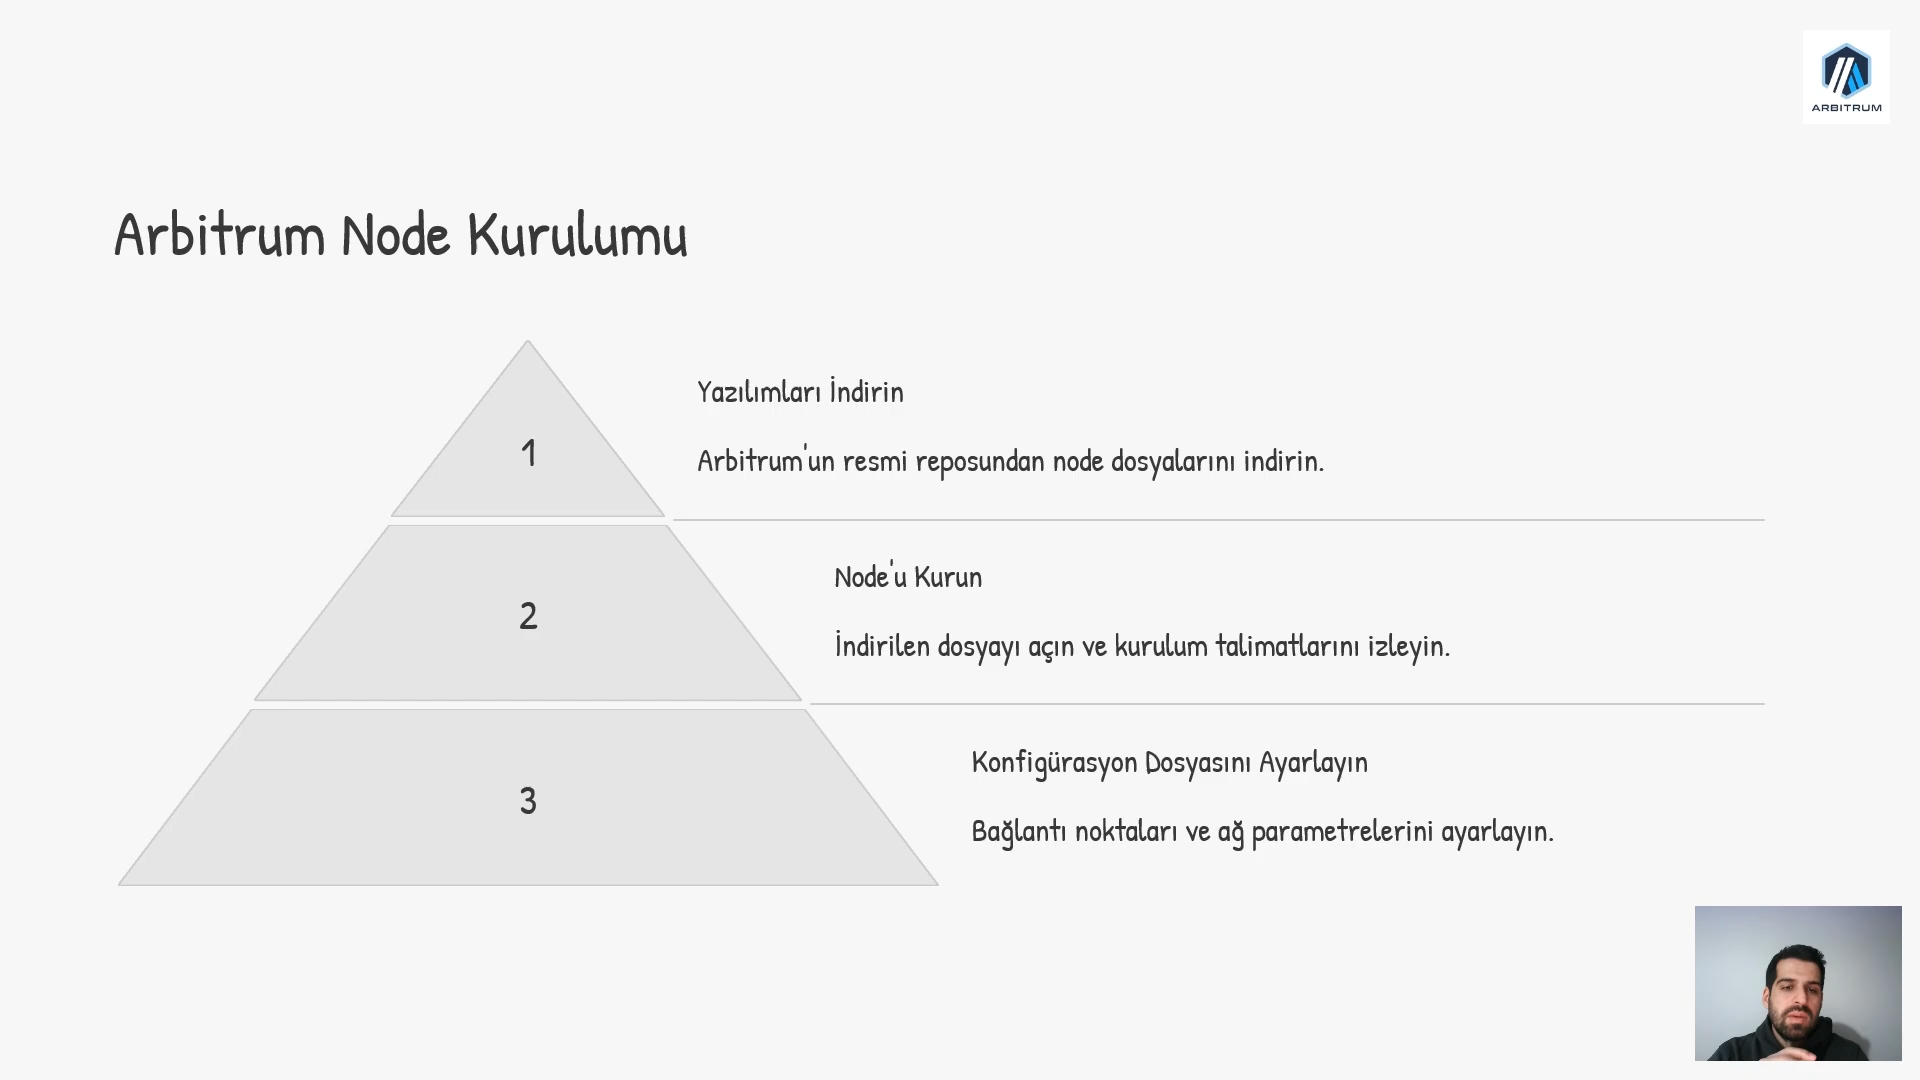 ARBITRUM
Arbitrum Node Kurulumu
1
Yazılımları İndirin
Arbitrum'un resmi reposundan node dosyalarını indirin.
2
Node'u Kurun
İndirilen dosyayı açın ve kurulum talimatlarını izleyin.
3
Konfigürasyon Dosyasını Ayarlayın
Bağlantı noktaları ve ağ parametrelerini ayarlayın.